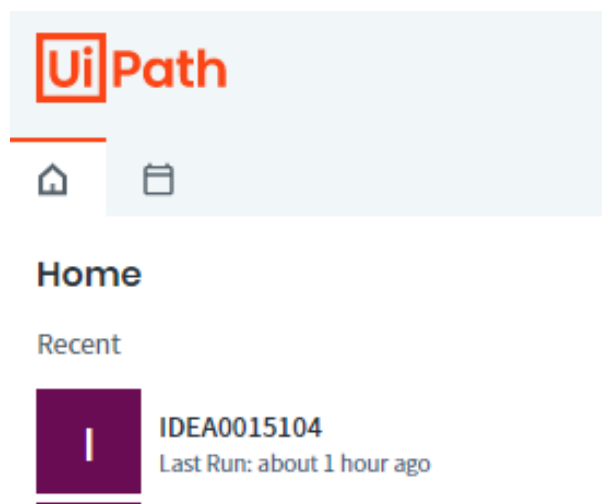 UiPath
Home
Recent
I
IDEA0015104
Last Run: about 1 hour ago